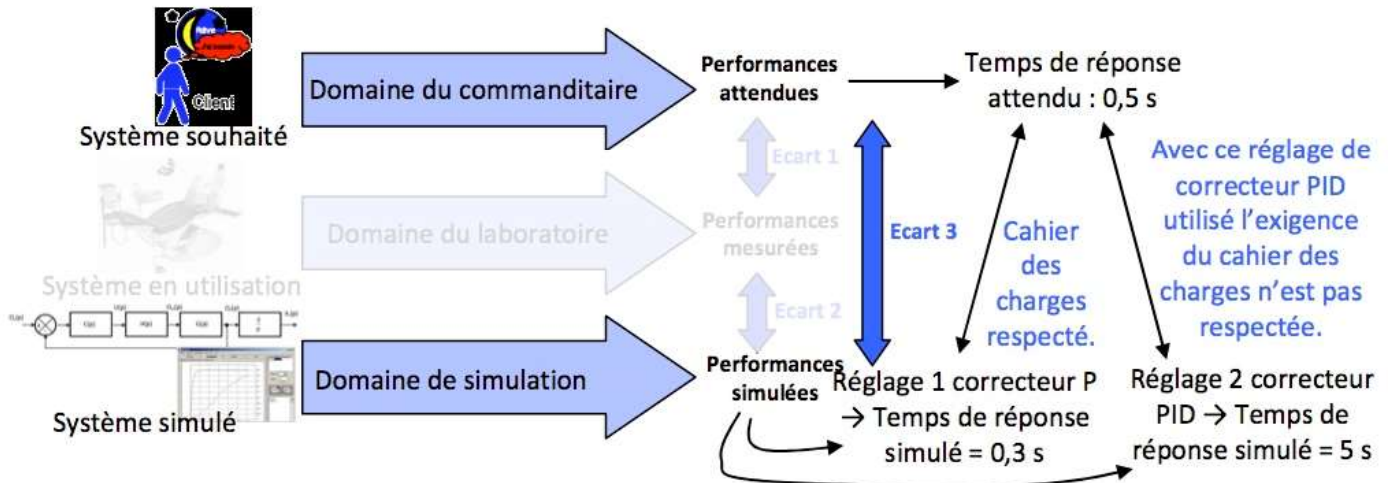 Rêve
Client
Système souhaité
Domaine du commanditaire
Performances
attendues
Temps de réponse
attendu : 0,5 s
Ecart 1
Avec ce réglage de
correcteur PID
utilisé l'exigence
du cahier des
charges n'est pas
respectée.
Domaine du laboratoire
Performances
mesurées
Ecart 3
Cahier
des
charges
respecté.
Système en utilisation
Ecart 2
Domaine de simulation
Performances
simulées
Système simulé
Réglage 1 correcteur P
→ Temps de réponse
simulé = 0,3 s
Réglage 2 correcteur
PID → Temps de
réponse simulé = 5 s